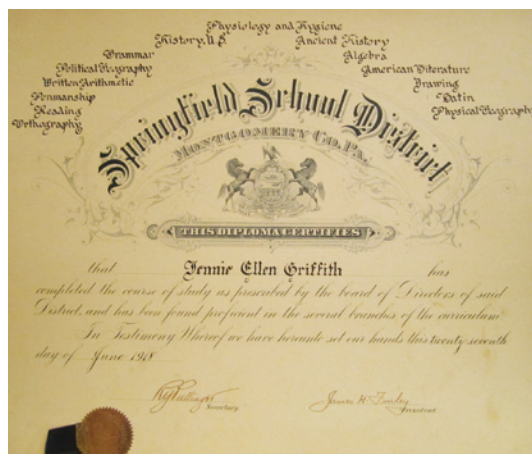 Physiology and Hygiene
History, U.S.
Ancient History
Grammar
Algebra
Political Geography
American Literature
Written Arithmetic
Drawing
Penmanship
Latin
Reading
Physical Geography
Orthography
Springfield School District
MONTGOMERY CO. PA.
THIS DIPLOMA CERTIFIES
that Jennie Ellen Griffith has
completed the course of study as prescribed by the board of Directors of said
District, and has been found proficient in the several branches of the curriculum
In Testimony Whereof we have hereunto set our hands this twenty seventh
day of June 1918
Secretary
James H.
President